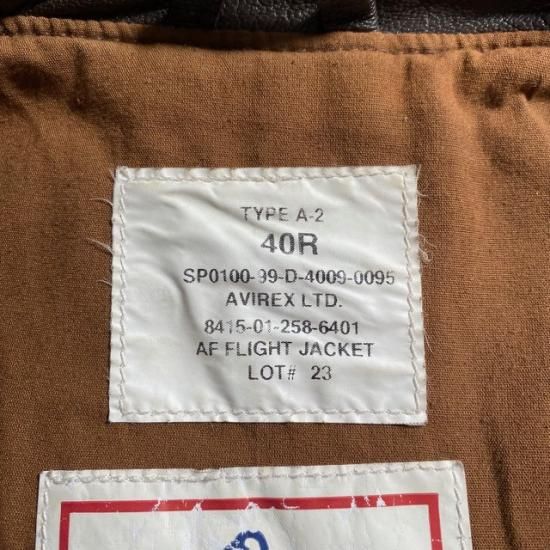 TYPE A-2
40R
SP0100-99-D-4009-0095
AVIREX LTD.
8415-01-258-6401
AF FLIGHT JACKET
LOT# 23